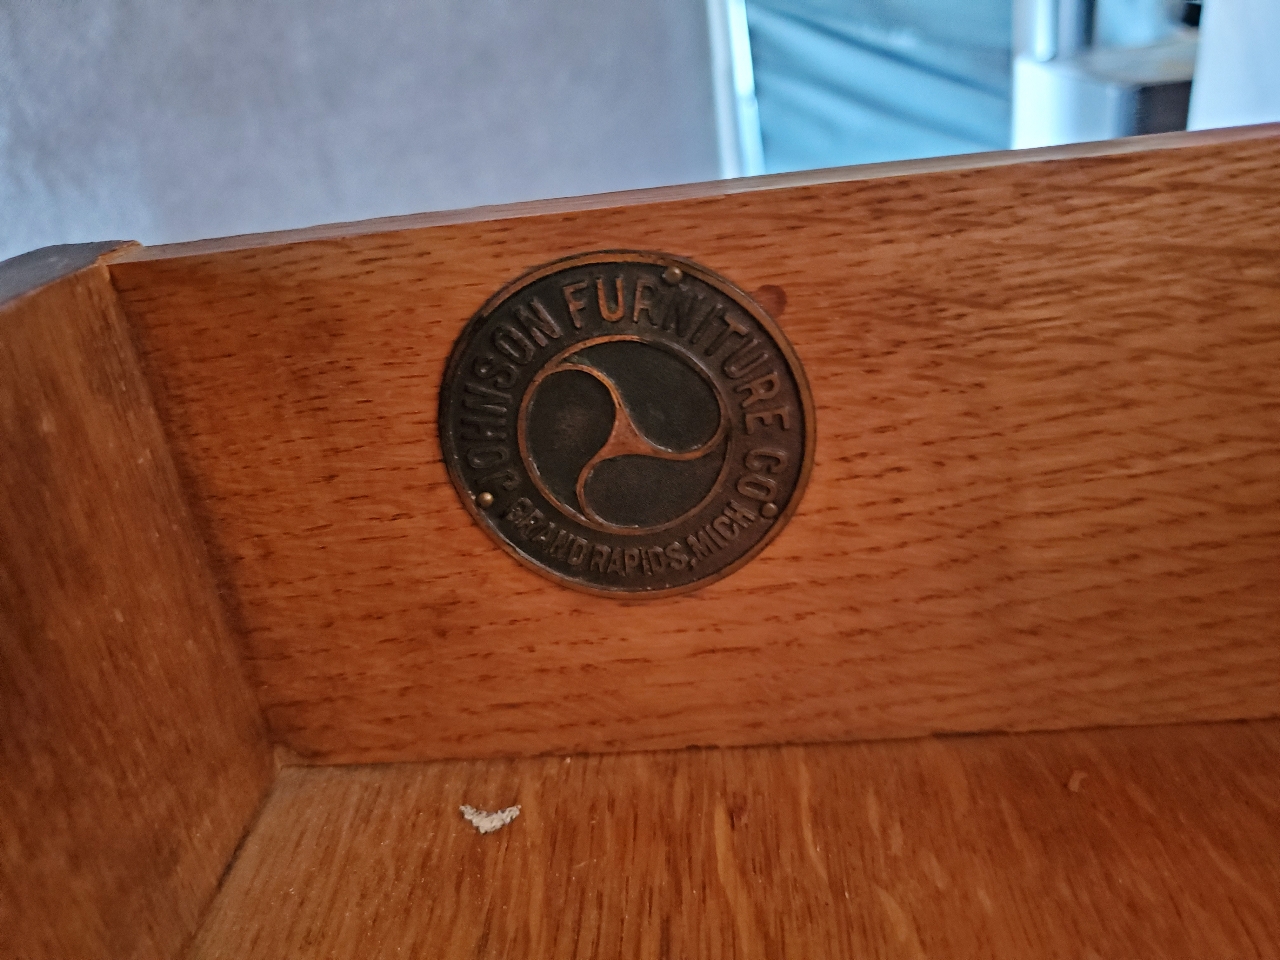 JOHNSON FURNITURE CO.
GRAND RAPIDS, MICH.